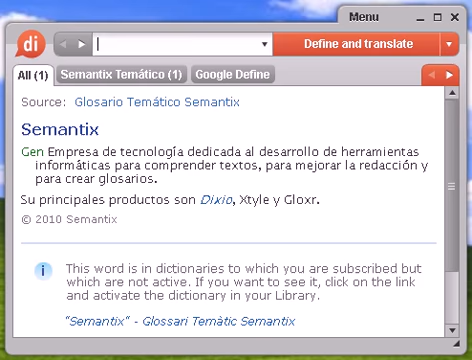 Menu
di
Define and translate
All (1)
Semantix Temático (1)
Google Define
Source: Glosario Temático Semantix
Semantix
Gen Empresa de tecnología dedicada al desarrollo de herramientas
informáticas para comprender textos, para mejorar la redacción y
para crear glosarios.
Su principales productos son Dixio, Xtyle y Gloxr.
© 2010 Semantix
i
This word is in dictionaries to which you are subscribed but
which are not active. If you want to see it, click on the link
and activate the dictionary in your Library.
"Semantix" - Glossari Temàtic Semantix